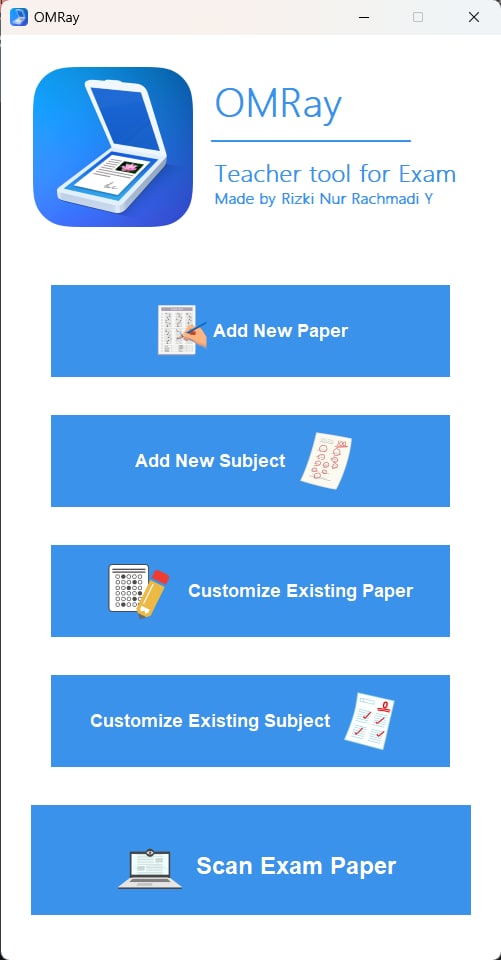 OMRay
OMRay
Teacher tool for Exam
Made by Rizki Nur Rachmadi Y
Add New Paper
Add New Subject
Customize Existing Paper
Customize Existing Subject
Scan Exam Paper